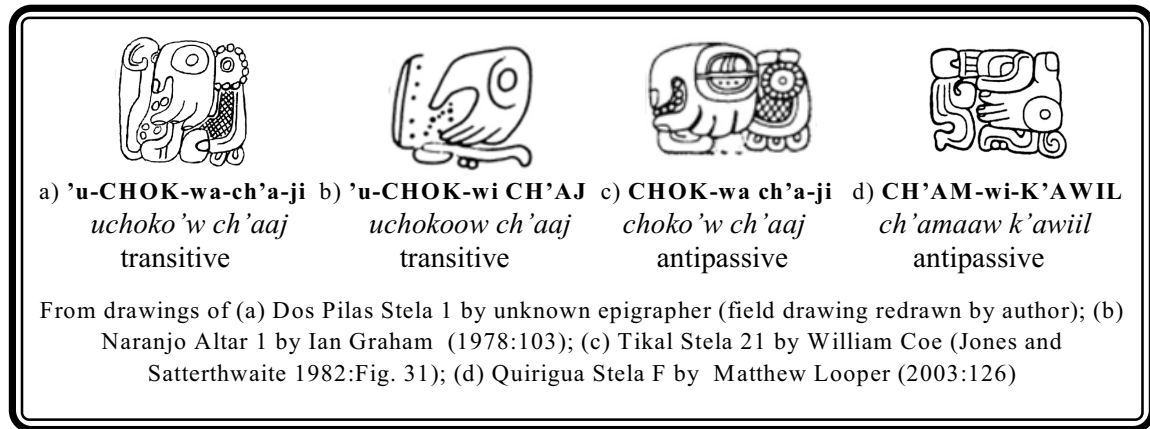 a) ’u-CHOK-wa-ch’a-ji b) ’u-CHOK-wi CH’AJ c) CHOK-wa ch’a-ji d) CH’AM-wi-K’AWIL
uchoko’w ch’aaj uchokoow ch’aaj choko’w ch’aaj ch’amaaw k’awiil
transitive transitive antipassive antipassive
From drawings of (a) Dos Pilas Stela 1 by unknown epigrapher (field drawing redrawn by author); (b)
Naranjo Altar 1 by Ian Graham (1978:103); (c) Tikal Stela 21 by William Coe (Jones and
Satterthwaite 1982:Fig. 31); (d) Quirigua Stela F by Matthew Looper (2003:126)